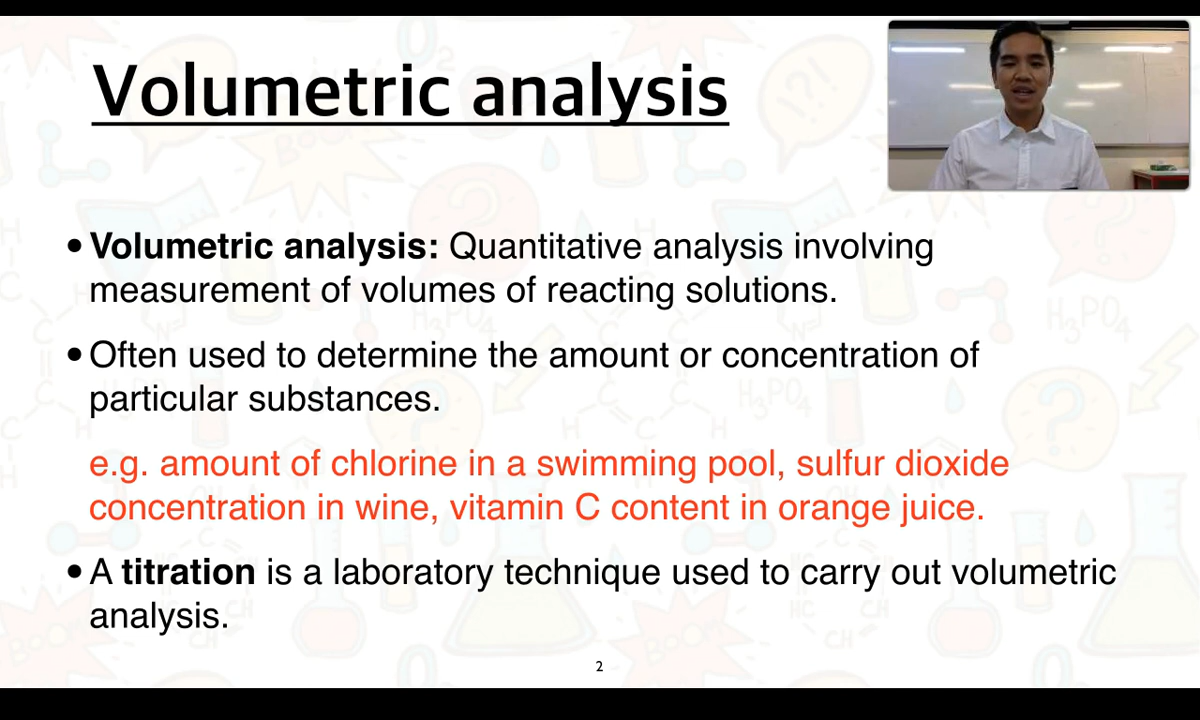 Volumetric analysis
• Volumetric analysis: Quantitative analysis involving
measurement of volumes of reacting solutions.
• Often used to determine the amount or concentration of
particular substances.
e.g. amount of chlorine in a swimming pool, sulfur dioxide
concentration in wine, vitamin C content in orange juice.
• A titration is a laboratory technique used to carry out volumetric
analysis.
2